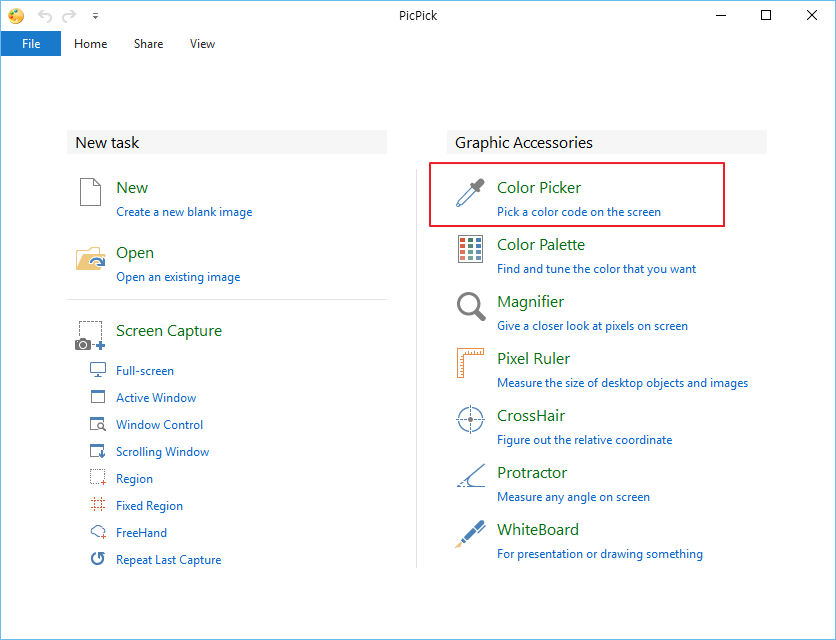 PicPick
File Home Share View
New task
New
Create a new blank image
Open
Open an existing image
Screen Capture
Full-screen
Active Window
Window Control
Scrolling Window
Region
Fixed Region
FreeHand
Repeat Last Capture
Graphic Accessories
Color Picker
Pick a color code on the screen
Color Palette
Find and tune the color that you want
Magnifier
Give a closer look at pixels on screen
Pixel Ruler
Measure the size of desktop objects and images
CrossHair
Figure out the relative coordinate
Protractor
Measure any angle on screen
WhiteBoard
For presentation or drawing something